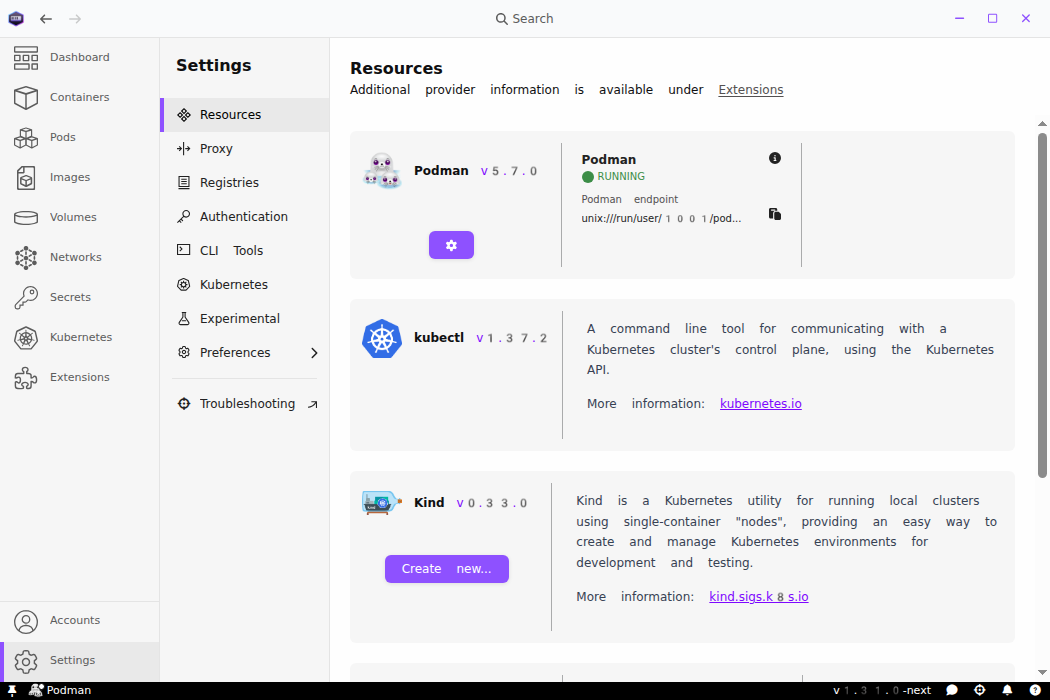 Search
Dashboard
Containers
Pods
Images
Volumes
Networks
Secrets
Kubernetes
Extensions
Accounts
Settings
Settings
Resources
Proxy
Registries
Authentication
CLI Tools
Kubernetes
Experimental
Preferences
Troubleshooting
Resources
Additional provider information is available under Extensions
Podman v5.7.0
Podman
RUNNING
Podman endpoint
unix:///run/user/1001/pod...
kubectl v1.37.2
A command line tool for communicating with a
Kubernetes cluster's control plane, using the Kubernetes
API.
More information: kubernetes.io
Kind v0.33.0
Create new...
Kind is a Kubernetes utility for running local clusters
using single-container "nodes", providing an easy way to
create and manage Kubernetes environments for
development and testing.
More information: kind.sigs.k8s.io
Podman
v1.31.0-next